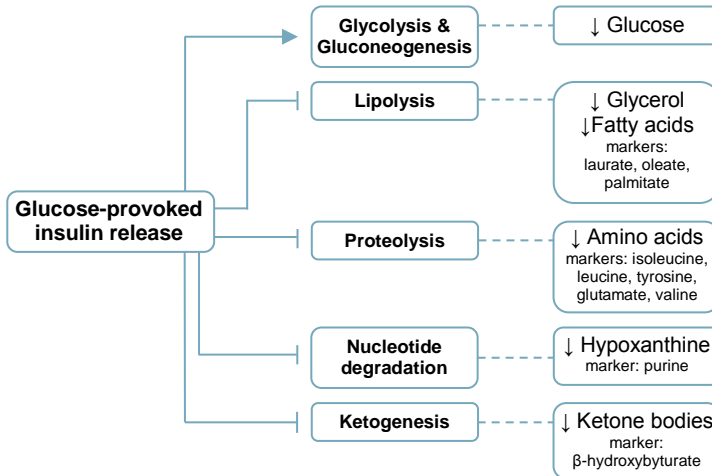 Glycolysis &
Gluconeogenesis
↓ Glucose
Lipolysis
↓ Glycerol
↓Fatty acids
markers:
laurate, oleate,
palmitate
Glucose-provoked
insulin release
Proteolysis
↓ Amino acids
markers: isoleucine,
leucine, tyrosine,
glutamate, valine
Nucleotide
degradation
↓ Hypoxanthine
marker: purine
Ketogenesis
↓ Ketone bodies
marker:
β-hydroxybyturate